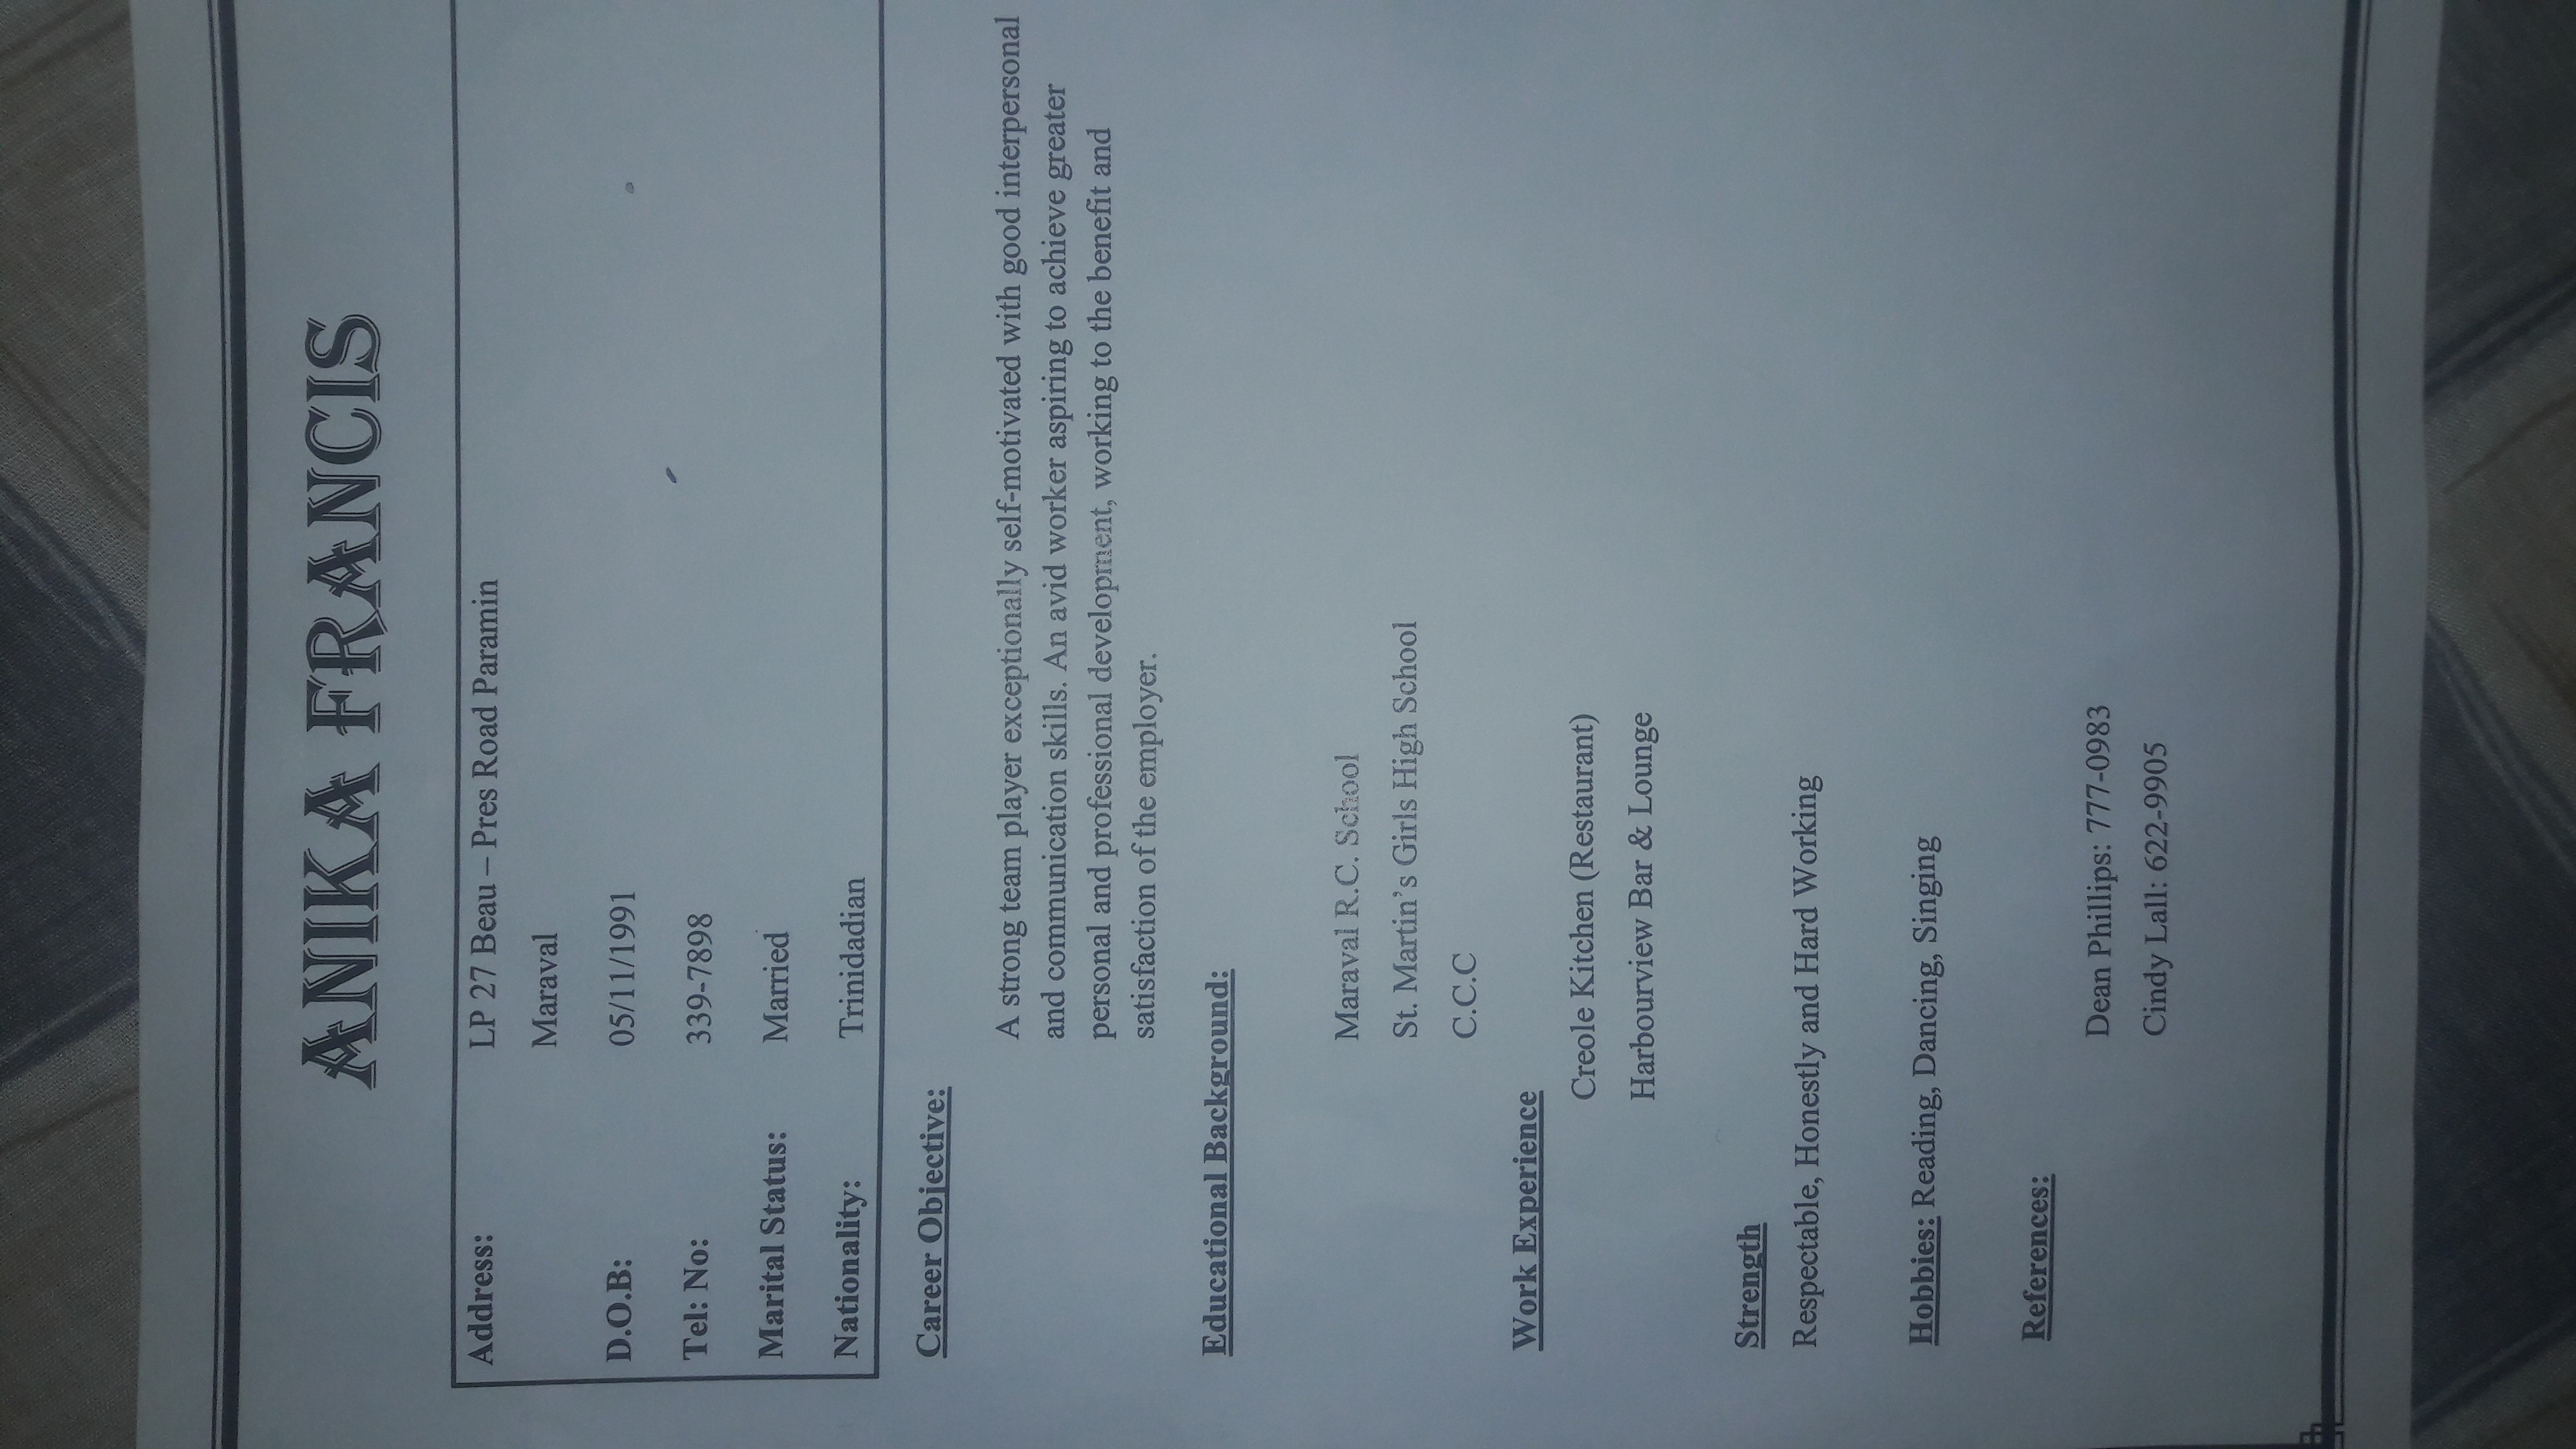 ANIKA FRANCIS
Address: LP 27 Beau – Pres Road Paramin
Maraval
D.O.B: 05/11/1991
Tel: No: 339-7898
Marital Status: Married
Nationality: Trinidadian
Career Objective:
A strong team player exceptionally self-motivated with good interpersonal
and communication skills. An avid worker aspiring to achieve greater
personal and professional development, working to the benefit and
satisfaction of the employer.
Educational Background:
Maraval R.C. School
St. Martin’s Girls High School
C.C.C
Work Experience
Creole Kitchen (Restaurant)
Harbourview Bar & Lounge
Strength
Respectable, Honestly and Hard Working
Hobbies: Reading, Dancing, Singing
References:
Dean Phillips: 777-0983
Cindy Lall: 622-9905